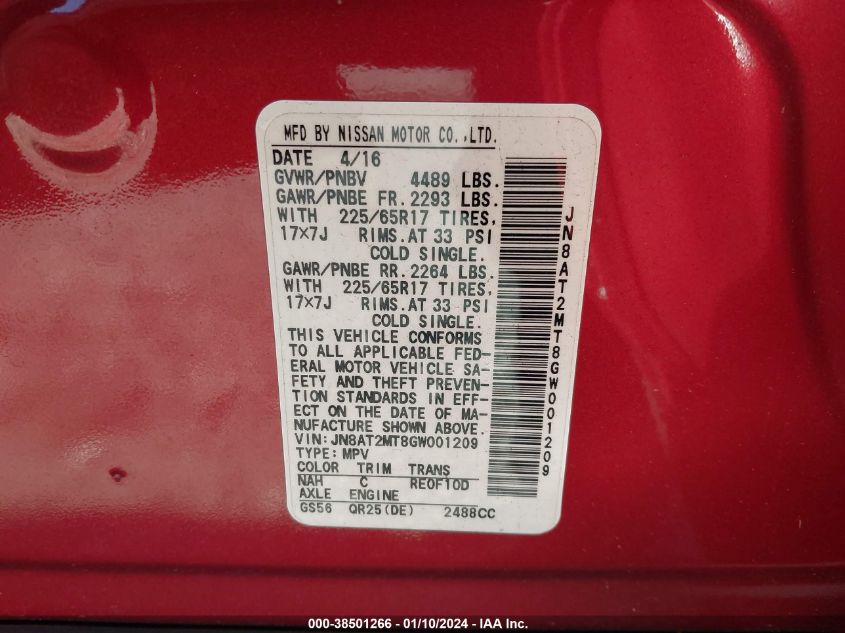 MFD BY NISSAN MOTOR CO.,LTD.
DATE 4/16
GVWR/PNBV 4489 LBS.
GAWR/PNBE FR. 2293 LBS.
WITH 225/65R17 TIRES,
17×7J RIMS. AT 33 PSI
COLD SINGLE.
GAWR/PNBE RR. 2264 LBS.
WITH 225/65R17 TIRES,
17×7J RIMS. AT 33 PSI
COLD SINGLE.
THIS VEHICLE CONFORMS
TO ALL APPLICABLE FED-
ERAL MOTOR VEHICLE SA-
FETY AND THEFT PREVEN-
TION STANDARDS IN EFF-
ECT ON THE DATE OF MA-
NUFACTURE SHOWN ABOVE.
VIN:JN8AT2MT8GW001209
TYPE: MPV
COLOR TRIM TRANS
NAH C RE0F10D
AXLE ENGINE
GS56 QR25(DE) 2488CC
JN8AT2MT8GW001209
000-38501266 - 01/10/2024 - IAA Inc.